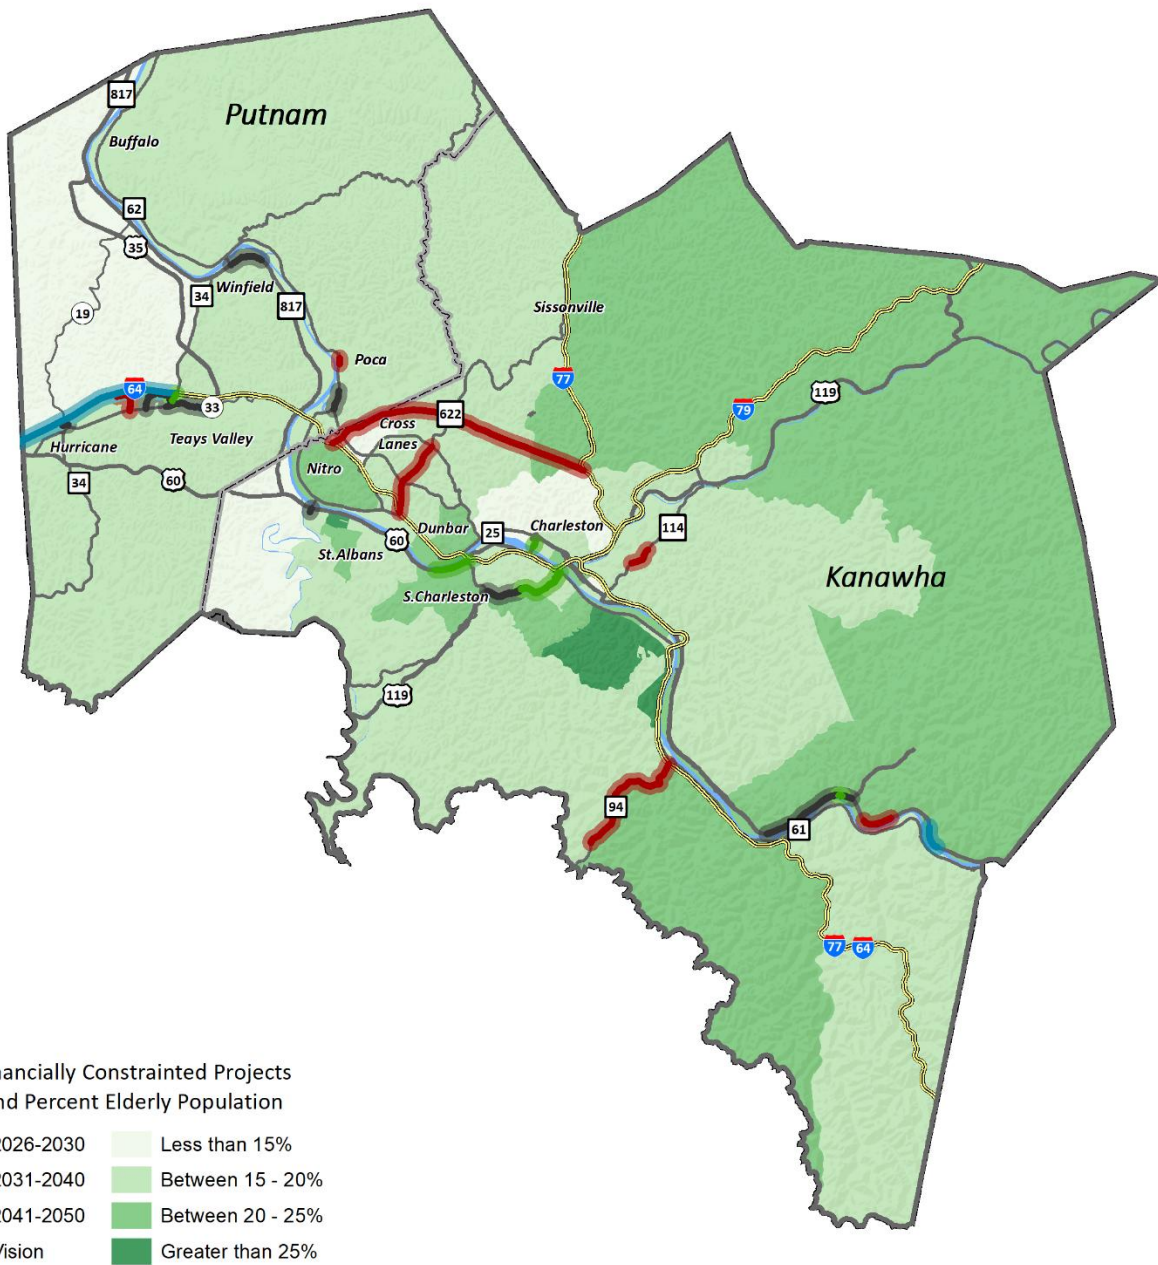 817
Putnam
Buffalo
62
35
Winfield
34
817
19
Sissonville
Poca
77
64
119
79
33
622
Cross
Lanes
Teays Valley
Hurricane
Nitro
60
34
114
Dunbar
25
Charleston
60
St.Albans
Kanawha
S.Charleston
119
94
61
77
64
nancially Constrainted Projects
nd Percent Elderly Population
2026-2030 Less than 15%
2031-2040 Between 15 - 20%
2041-2050 Between 20 - 25%
Vision Greater than 25%